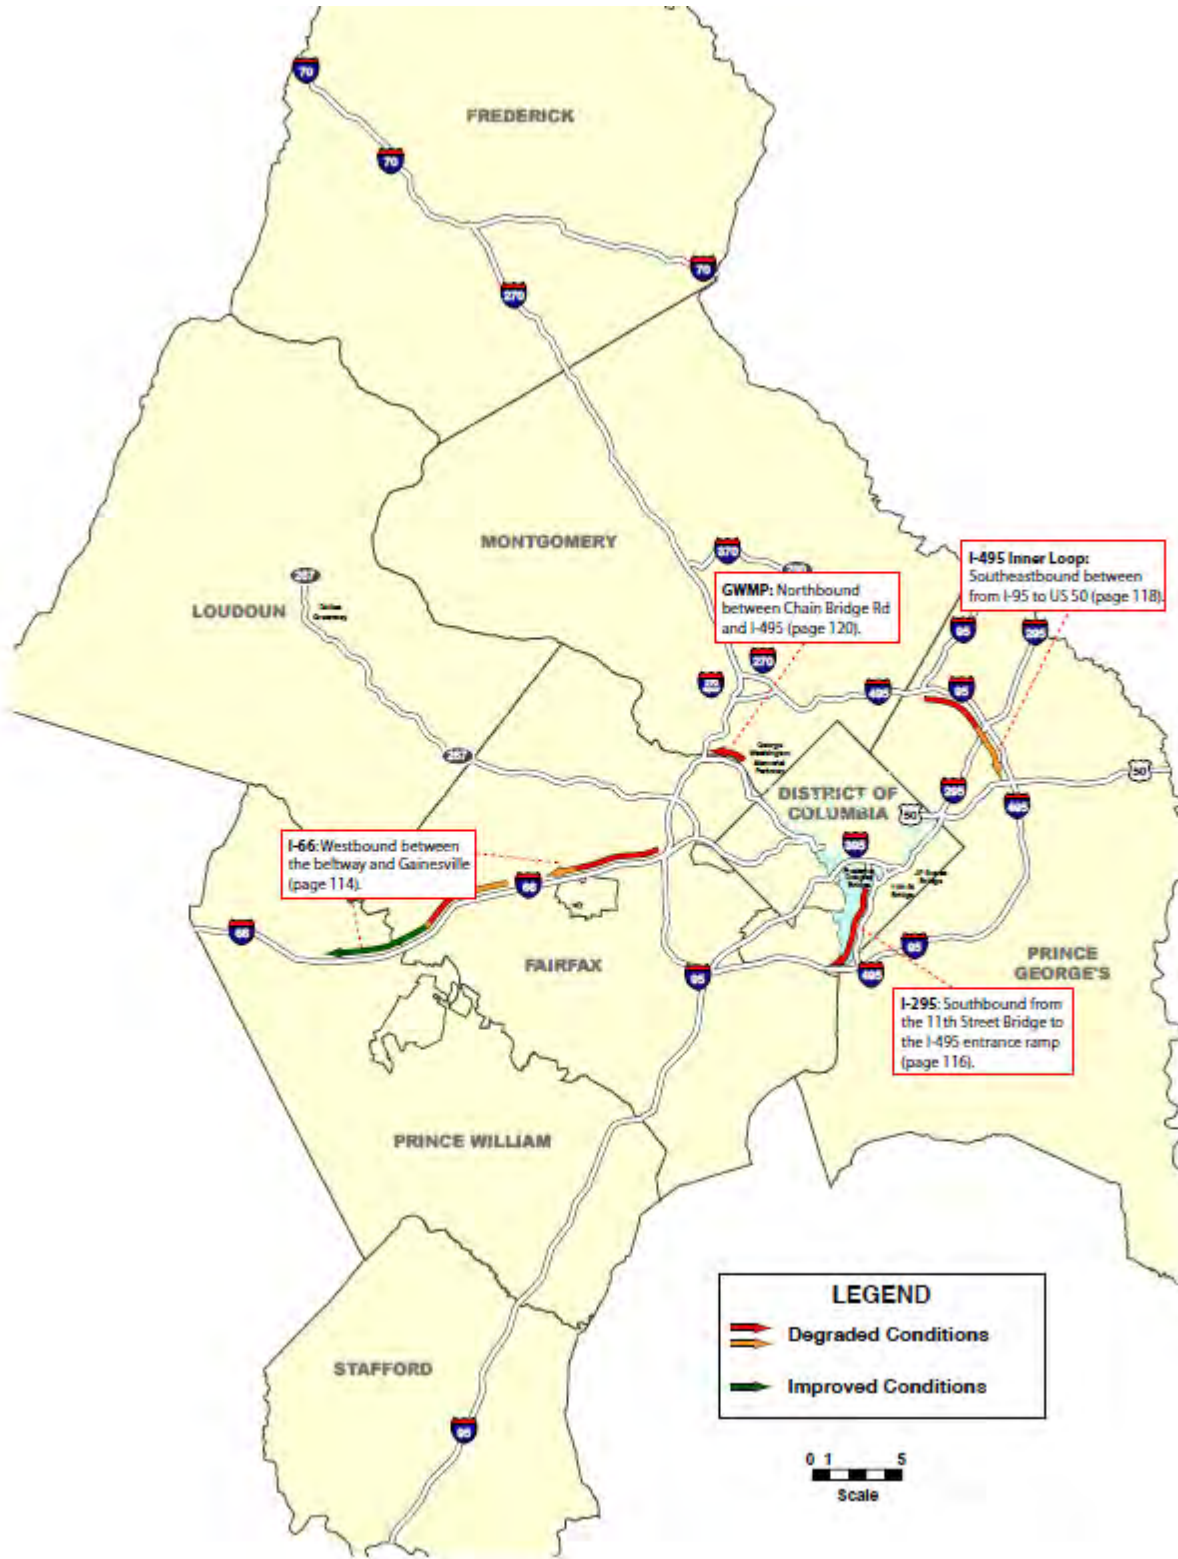 70
FREDERICK
70
70
270
MONTGOMERY
370
I-495 Inner Loop:
Southeastbound between
from I-95 to US 50 (page 118).
267
LOUDOUN
GWMP: Northbound
between Chain Bridge Rd
and I-495 (page 120).
95
295
270
495
95
George
Washington
Memorial
Parkway
267
50
DISTRICT OF
COLUMBIA
295
50
495
I-66: Westbound between
the beltway and Gainesville
(page 114).
395
66
66
FAIRFAX
95
95
495
PRINCE
GEORGE'S
I-295: Southbound from
the 11th Street Bridge to
the I-495 entrance ramp
(page 116).
PRINCE WILLIAM
LEGEND
Degraded Conditions
Improved Conditions
STAFFORD
95
0 1 5
Scale